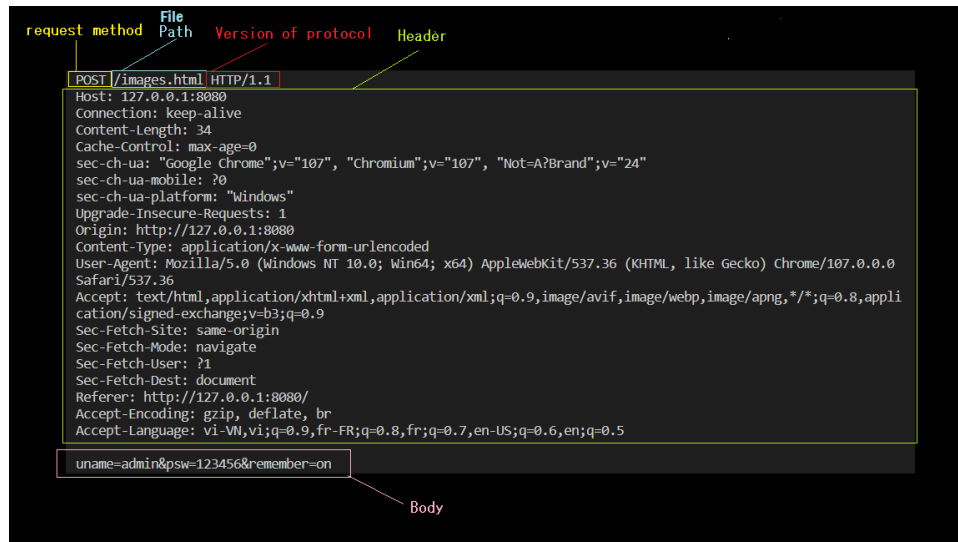 File
request method Path Version of protocol Header
POST /images.html HTTP/1.1
Host: 127.0.0.1:8080
Connection: keep-alive
Content-Length: 34
Cache-Control: max-age=0
sec-ch-ua: "Google Chrome";v="107", "Chromium";v="107", "Not=A?Brand";v="24"
sec-ch-ua-mobile: ?0
sec-ch-ua-platform: "Windows"
Upgrade-Insecure-Requests: 1
Origin: http://127.0.0.1:8080
Content-Type: application/x-www-form-urlencoded
User-Agent: Mozilla/5.0 (Windows NT 10.0; Win64; x64) AppleWebKit/537.36 (KHTML, like Gecko) Chrome/107.0.0.0
Safari/537.36
Accept: text/html,application/xhtml+xml,application/xml;q=0.9,image/avif,image/webp,image/apng,*/*;q=0.8,appli
cation/signed-exchange;v=b3;q=0.9
Sec-Fetch-Site: same-origin
Sec-Fetch-Mode: navigate
Sec-Fetch-User: ?1
Sec-Fetch-Dest: document
Referer: http://127.0.0.1:8080/
Accept-Encoding: gzip, deflate, br
Accept-Language: vi-VN,vi;q=0.9,fr-FR;q=0.8,fr;q=0.7,en-US;q=0.6,en;q=0.5
uname=admin&psw=123456&remember=on
Body